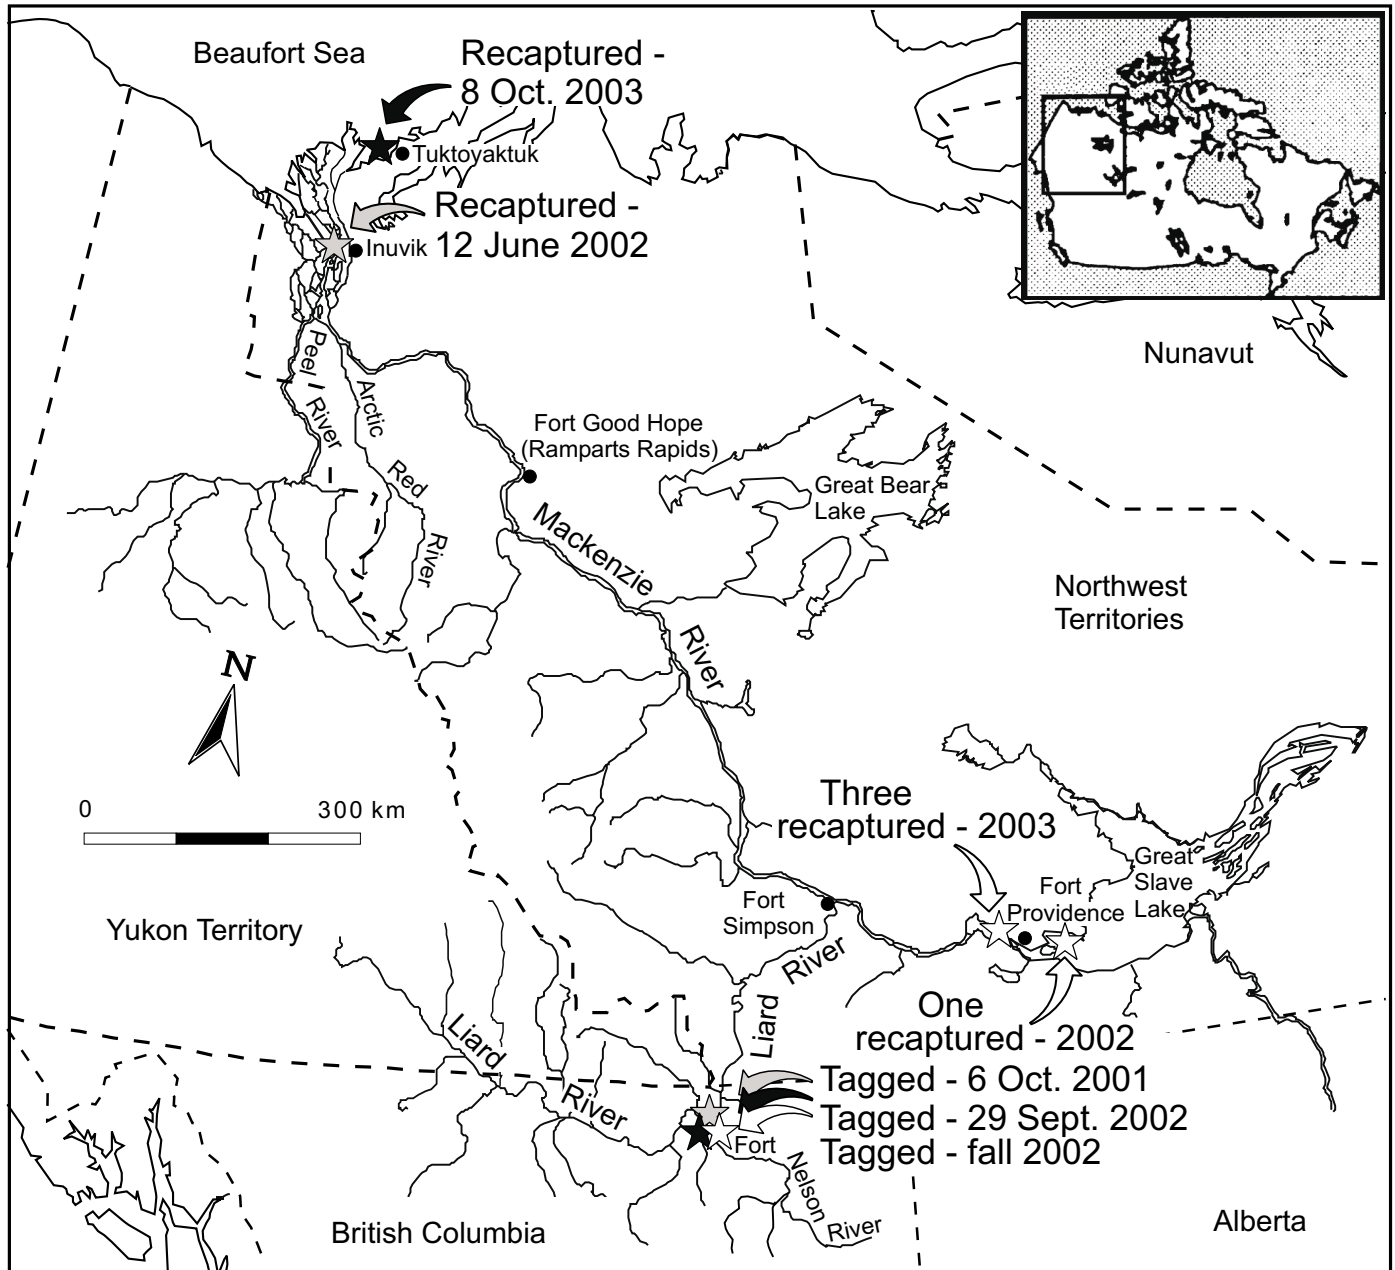 Beaufort Sea
Recaptured -
8 Oct. 2003
Tuktoyaktuk
Recaptured -
12 June 2002
Inuvik
Nunavut
Peel
River
Arctic
Red
River
Fort Good Hope
(Ramparts Rapids)
Great Bear
Lake
Mackenzie
River
Northwest
Territories
N
0 300 km
Three
recaptured - 2003
Great
Slave
Lake
Fort
Providence
Fort
Simpson
Yukon Territory
River
Liard
One
recaptured - 2002
Liard
River
Tagged - 6 Oct. 2001
Tagged - 29 Sept. 2002
Tagged - fall 2002
Fort
Nelson
River
British Columbia
Alberta